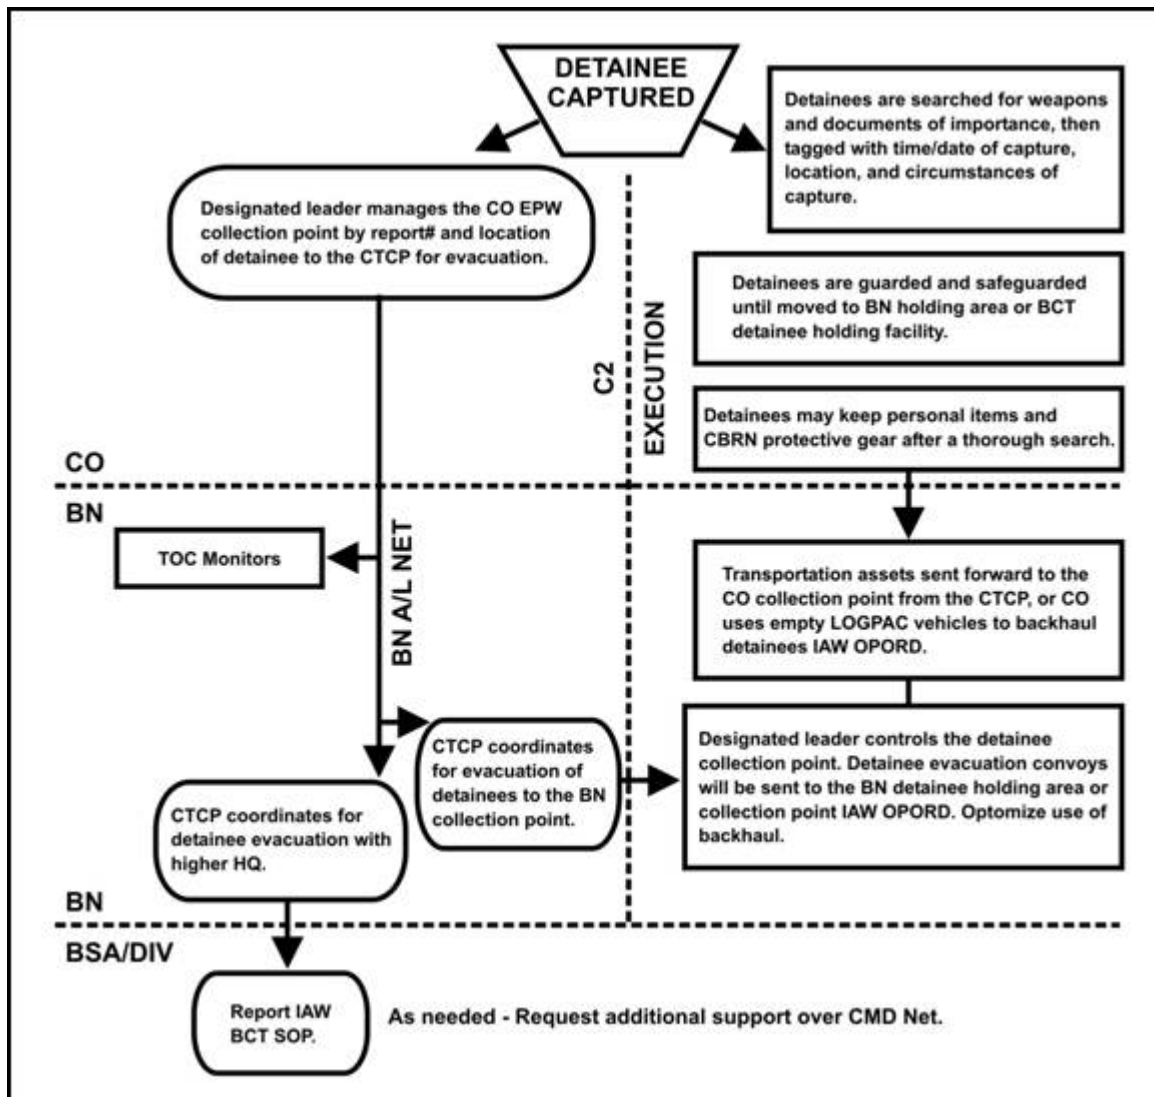 DETAINEE
CAPTURED
Detainees are searched for weapons
and documents of importance, then
tagged with time/date of capture,
location, and circumstances of
capture.
Designated leader manages the CO EPW
collection point by report# and location
of detainee to the CTCP for evacuation.
Detainees are guarded and safeguarded
until moved to BN holding area or BCT
detainee holding facility.
C2
EXECUTION
Detainees may keep personal items and
CBRN protective gear after a thorough search.
CO
BN
TOC Monitors
BN A/L NET
Transportation assets sent forward to the
CO collection point from the CTCP, or CO
uses empty LOGPAC vehicles to backhaul
detainees IAW OPORD.
CTCP coordinates
for evacuation of
detainees to the BN
collection point.
Designated leader controls the detainee
collection point. Detainee evacuation convoys
will be sent to the BN detainee holding area or
collection point IAW OPORD. Optomize use of
backhaul.
CTCP coordinates for
detainee evacuation with
higher HQ.
BN
BSA/DIV
Report IAW
BCT SOP.
As needed - Request additional support over CMD Net.